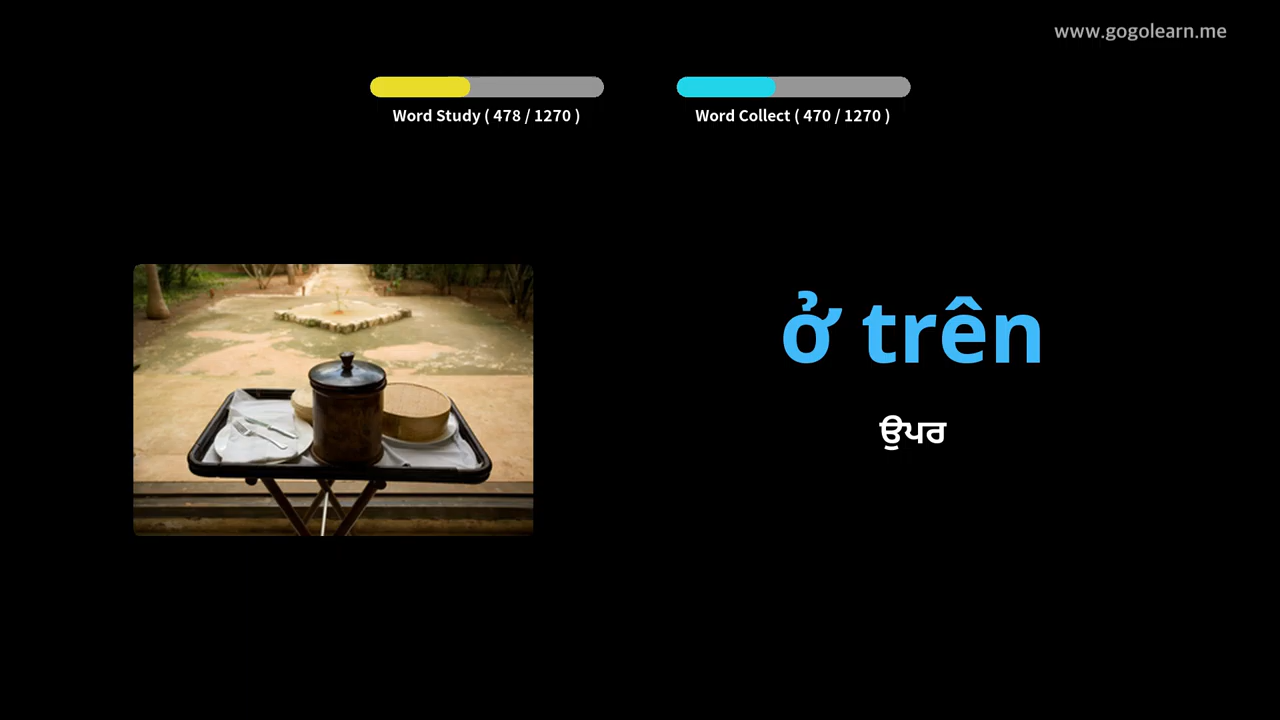 www.gogolearn.me
Word Study ( 478 / 1270 )
Word Collect ( 470 / 1270 )
ở trên
ਉਪਰ